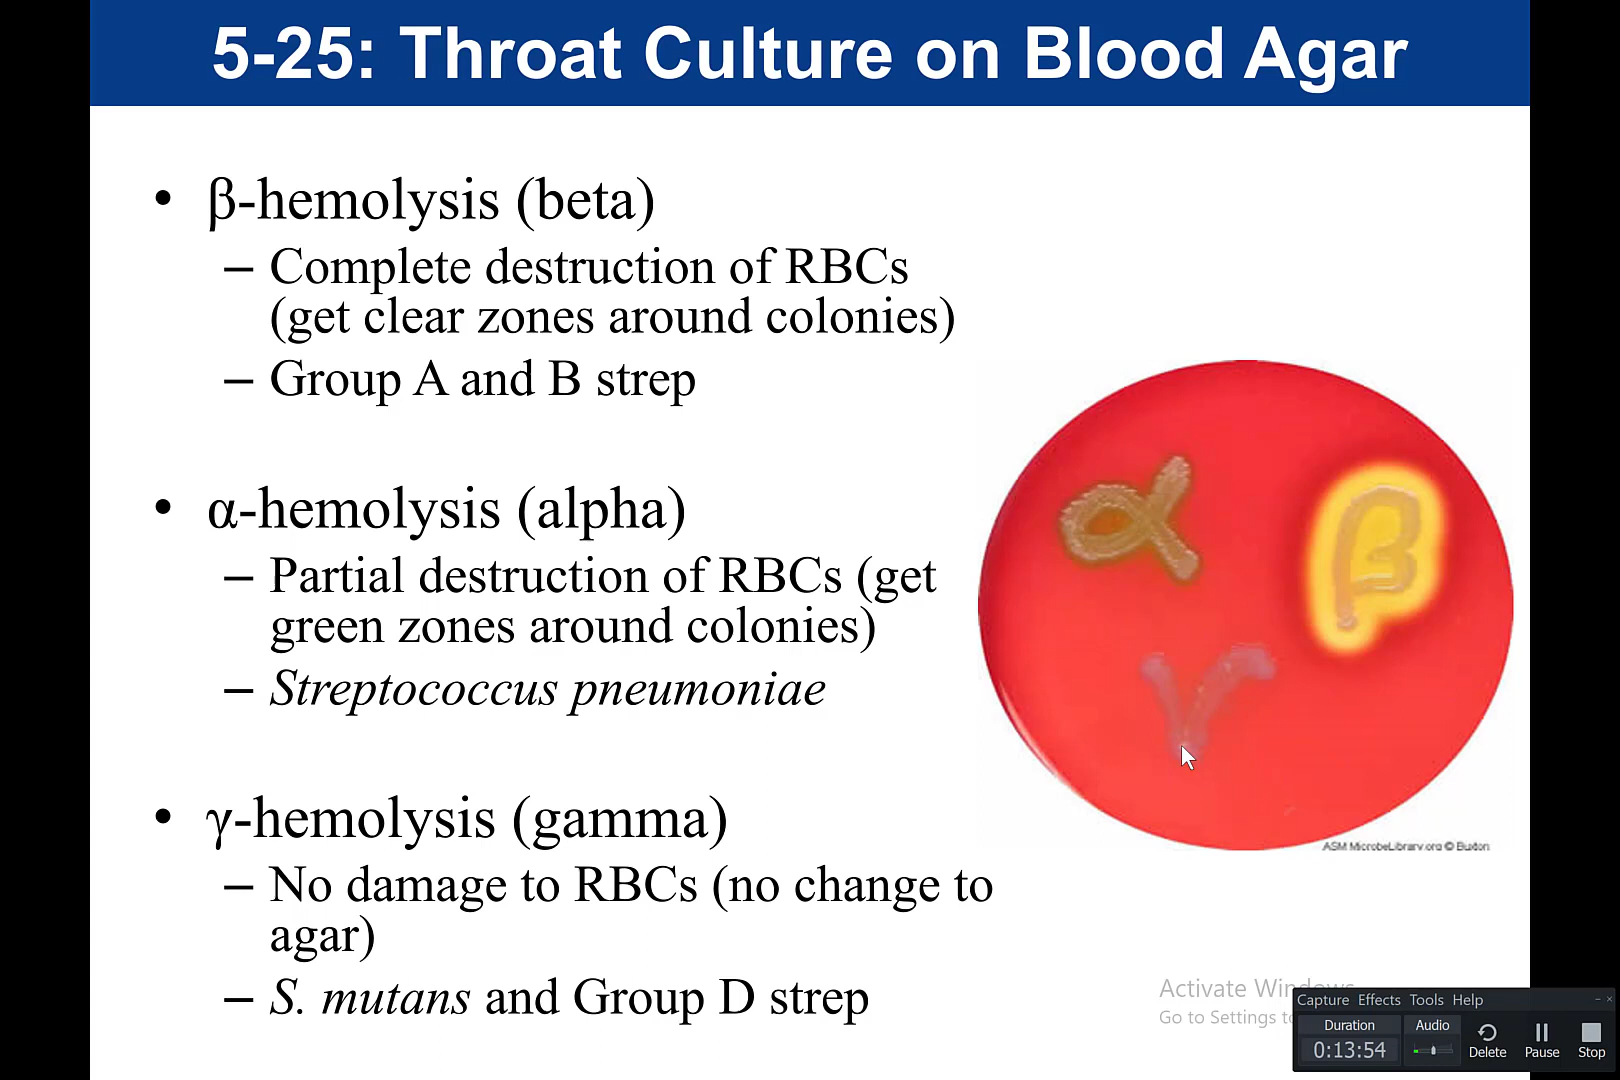 5-25: Throat Culture on Blood Agar
• β-hemolysis (beta)
– Complete destruction of RBCs
(get clear zones around colonies)
– Group A and B strep
• α-hemolysis (alpha)
– Partial destruction of RBCs (get
green zones around colonies)
– Streptococcus pneumoniae
α
β
γ
ASM MicrobeLibrary.org © Buxton
• γ-hemolysis (gamma)
– No damage to RBCs (no change to
agar)
– S. mutans and Group D strep
Activate Windows
Go to Settings to
Capture Effects Tools Help
Duration
Audio
0:13:54
Delete
Pause
Stop